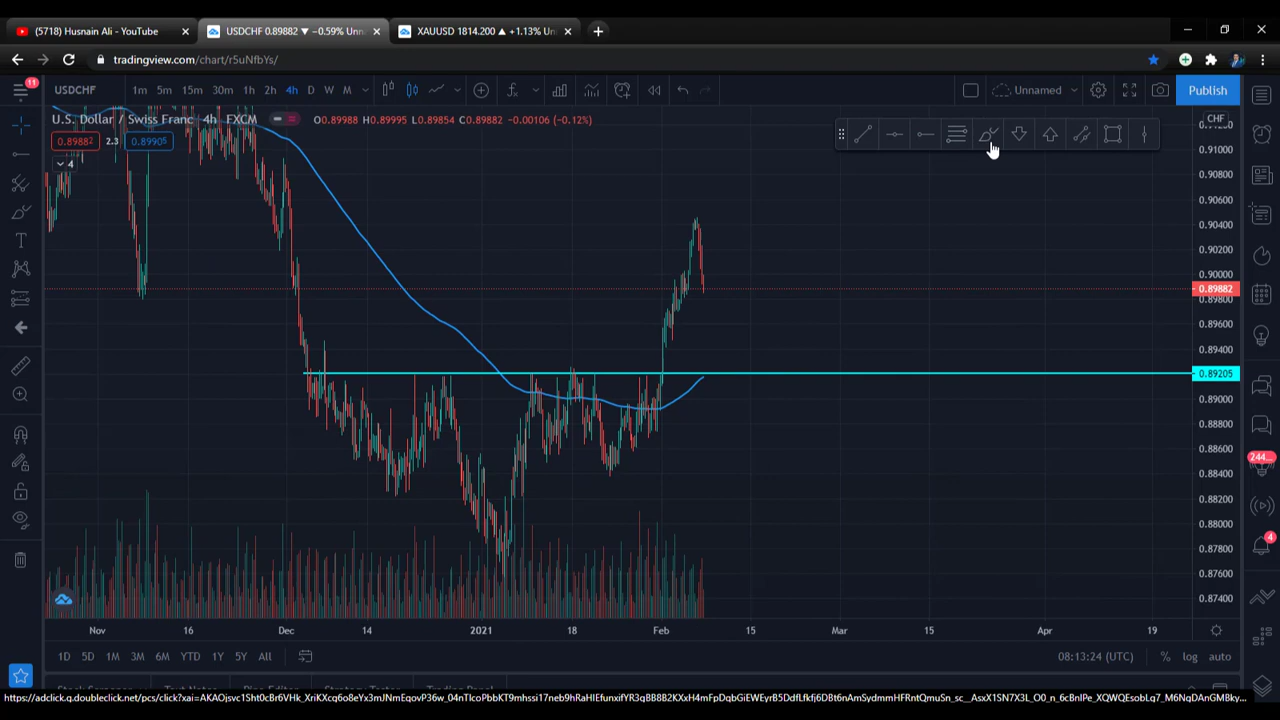 (5718) Husnain Ali - YouTube
USDCHF 0.89882 ▼ −0.59% Unn
XAUUSD 1814.200 ▲ +1.13% Un
tradingview.com/chart/r5uNfbYs/
11
USDCHF
1m 5m 15m 30m 1h 2h 4h D W M
Unnamed
Publish
U.S. Dollar / Swiss Franc 4h FXCM
O0.89988 H0.89995 L0.89854 C0.89882 −0.00106 (−0.12%)
0.89882 2.3 0.89905
4
CHF
0.91000
0.90800
0.90600
0.90400
0.90200
0.90000
0.89882
0.89800
0.89600
0.89400
0.89205
0.89000
0.88800
0.88600
0.88400
0.88200
0.88000
0.87800
0.87600
0.87400
244...
4
Nov 16 Dec 14 2021 18 Feb 15 Mar 15 Apr 19
1D 5D 1M 3M 6M YTD 1Y 5Y All
08:13:24 (UTC)
% log auto